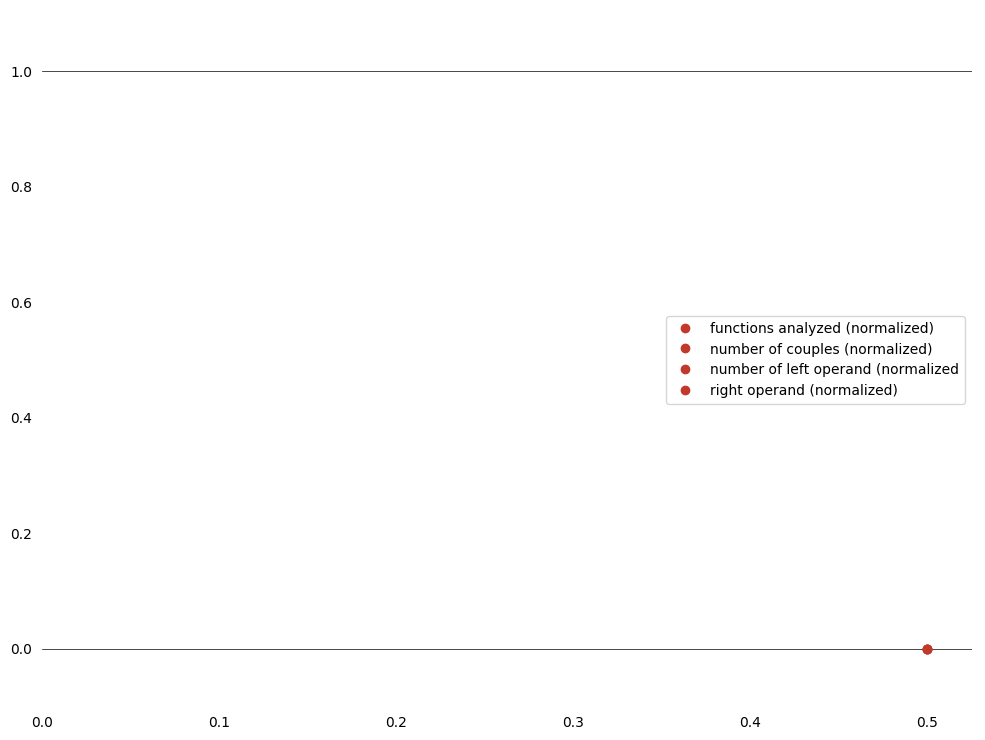 1.0
0.8
0.6
functions analyzed (normalized)
number of couples (normalized)
number of left operand (normalized
right operand (normalized)
0.4
0.2
0.0
0.0 0.1 0.2 0.3 0.4 0.5